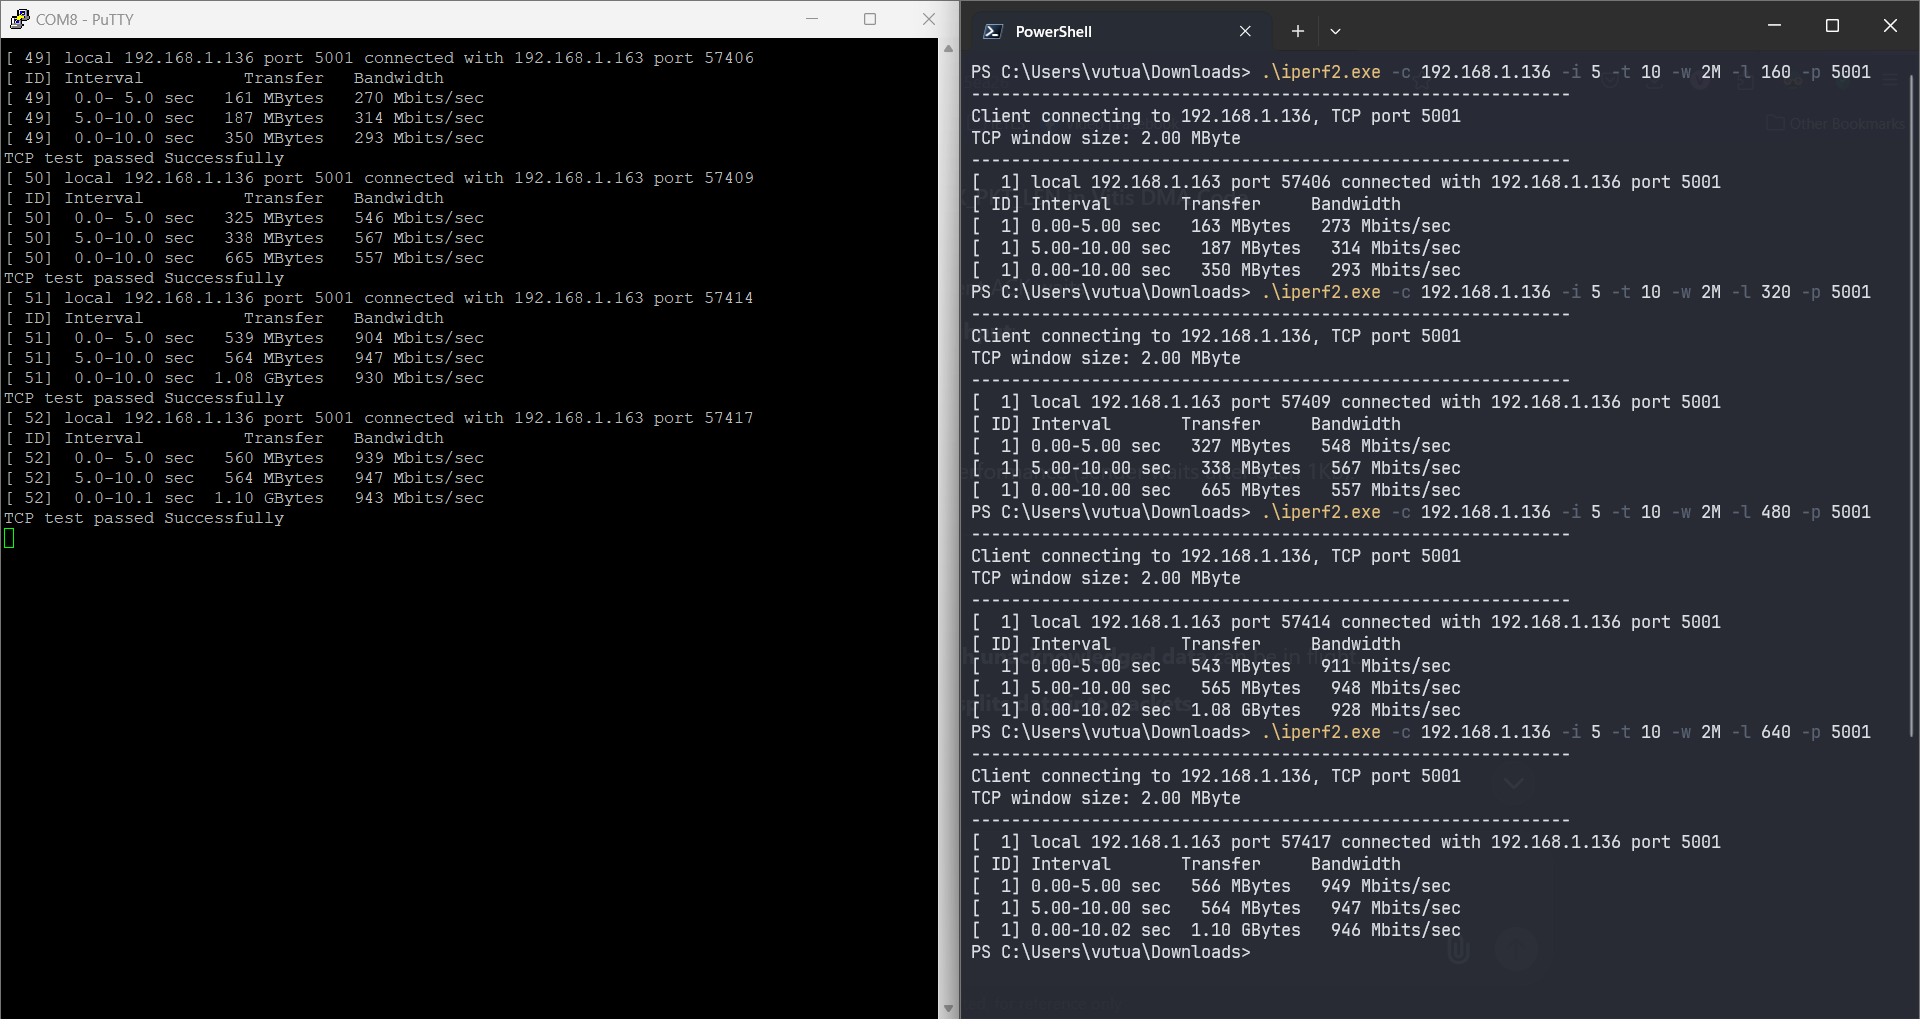 COM8 - PuTTY
[ 49] local 192.168.1.136 port 5001 connected with 192.168.1.163 port 57406
[ ID] Interval          Transfer   Bandwidth
[ 49]  0.0- 5.0 sec   161 MBytes   270 Mbits/sec
[ 49]  5.0-10.0 sec   187 MBytes   314 Mbits/sec
[ 49]  0.0-10.0 sec   350 MBytes   293 Mbits/sec
TCP test passed Successfully
[ 50] local 192.168.1.136 port 5001 connected with 192.168.1.163 port 57409
[ ID] Interval          Transfer   Bandwidth
[ 50]  0.0- 5.0 sec   325 MBytes   546 Mbits/sec
[ 50]  5.0-10.0 sec   338 MBytes   567 Mbits/sec
[ 50]  0.0-10.0 sec   665 MBytes   557 Mbits/sec
TCP test passed Successfully
[ 51] local 192.168.1.136 port 5001 connected with 192.168.1.163 port 57414
[ ID] Interval          Transfer   Bandwidth
[ 51]  0.0- 5.0 sec   539 MBytes   904 Mbits/sec
[ 51]  5.0-10.0 sec   564 MBytes   947 Mbits/sec
[ 51]  0.0-10.0 sec  1.08 GBytes   930 Mbits/sec
TCP test passed Successfully
[ 52] local 192.168.1.136 port 5001 connected with 192.168.1.163 port 57417
[ ID] Interval          Transfer   Bandwidth
[ 52]  0.0- 5.0 sec   560 MBytes   939 Mbits/sec
[ 52]  5.0-10.0 sec   564 MBytes   947 Mbits/sec
[ 52]  0.0-10.1 sec  1.10 GBytes   943 Mbits/sec
TCP test passed Successfully
PowerShell
PS C:\Users\vutua\Downloads> .\iperf2.exe -c 192.168.1.136 -i 5 -t 10 -w 2M -l 160 -p 5001
------------------------------------------------------------
Client connecting to 192.168.1.136, TCP port 5001
TCP window size: 2.00 MByte
------------------------------------------------------------
[  1] local 192.168.1.163 port 57406 connected with 192.168.1.136 port 5001
[ ID] Interval       Transfer     Bandwidth
[  1] 0.00-5.00 sec   163 MBytes   273 Mbits/sec
[  1] 5.00-10.00 sec   187 MBytes   314 Mbits/sec
[  1] 0.00-10.00 sec   350 MBytes   293 Mbits/sec
PS C:\Users\vutua\Downloads> .\iperf2.exe -c 192.168.1.136 -i 5 -t 10 -w 2M -l 320 -p 5001
------------------------------------------------------------
Client connecting to 192.168.1.136, TCP port 5001
TCP window size: 2.00 MByte
------------------------------------------------------------
[  1] local 192.168.1.163 port 57409 connected with 192.168.1.136 port 5001
[ ID] Interval       Transfer     Bandwidth
[  1] 0.00-5.00 sec   327 MBytes   548 Mbits/sec
[  1] 5.00-10.00 sec   338 MBytes   567 Mbits/sec
[  1] 0.00-10.00 sec   665 MBytes   557 Mbits/sec
PS C:\Users\vutua\Downloads> .\iperf2.exe -c 192.168.1.136 -i 5 -t 10 -w 2M -l 480 -p 5001
------------------------------------------------------------
Client connecting to 192.168.1.136, TCP port 5001
TCP window size: 2.00 MByte
------------------------------------------------------------
[  1] local 192.168.1.163 port 57414 connected with 192.168.1.136 port 5001
[ ID] Interval       Transfer     Bandwidth
[  1] 0.00-5.00 sec   543 MBytes   911 Mbits/sec
[  1] 5.00-10.00 sec   565 MBytes   948 Mbits/sec
[  1] 0.00-10.02 sec  1.08 GBytes   928 Mbits/sec
PS C:\Users\vutua\Downloads> .\iperf2.exe -c 192.168.1.136 -i 5 -t 10 -w 2M -l 640 -p 5001
------------------------------------------------------------
Client connecting to 192.168.1.136, TCP port 5001
TCP window size: 2.00 MByte
------------------------------------------------------------
[  1] local 192.168.1.163 port 57417 connected with 192.168.1.136 port 5001
[ ID] Interval       Transfer     Bandwidth
[  1] 0.00-5.00 sec   566 MBytes   949 Mbits/sec
[  1] 5.00-10.00 sec   564 MBytes   947 Mbits/sec
[  1] 0.00-10.02 sec  1.10 GBytes   946 Mbits/sec
PS C:\Users\vutua\Downloads>
Other Bookmarks